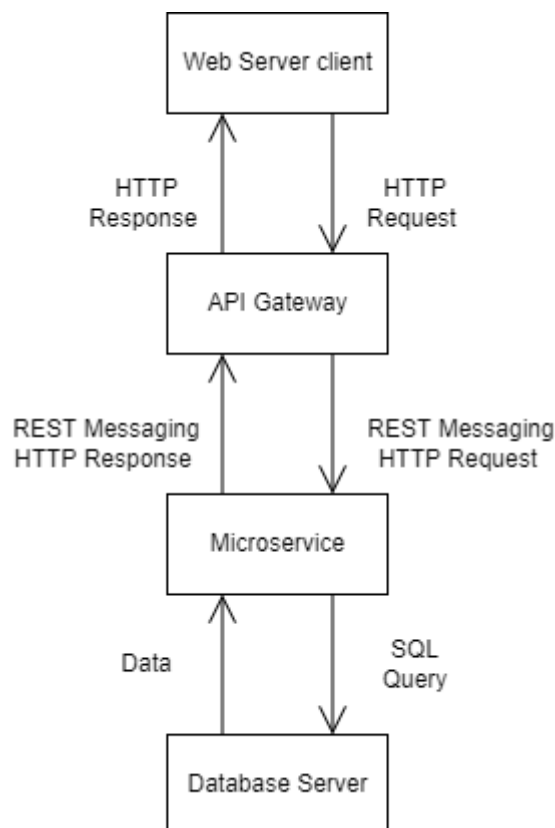 Web Server client
HTTP
Response
HTTP
Request
API Gateway
REST Messaging
HTTP Response
REST Messaging
HTTP Request
Microservice
Data
SQL
Query
Database Server